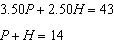 3.50P + 2.50H = 43
P + H = 14